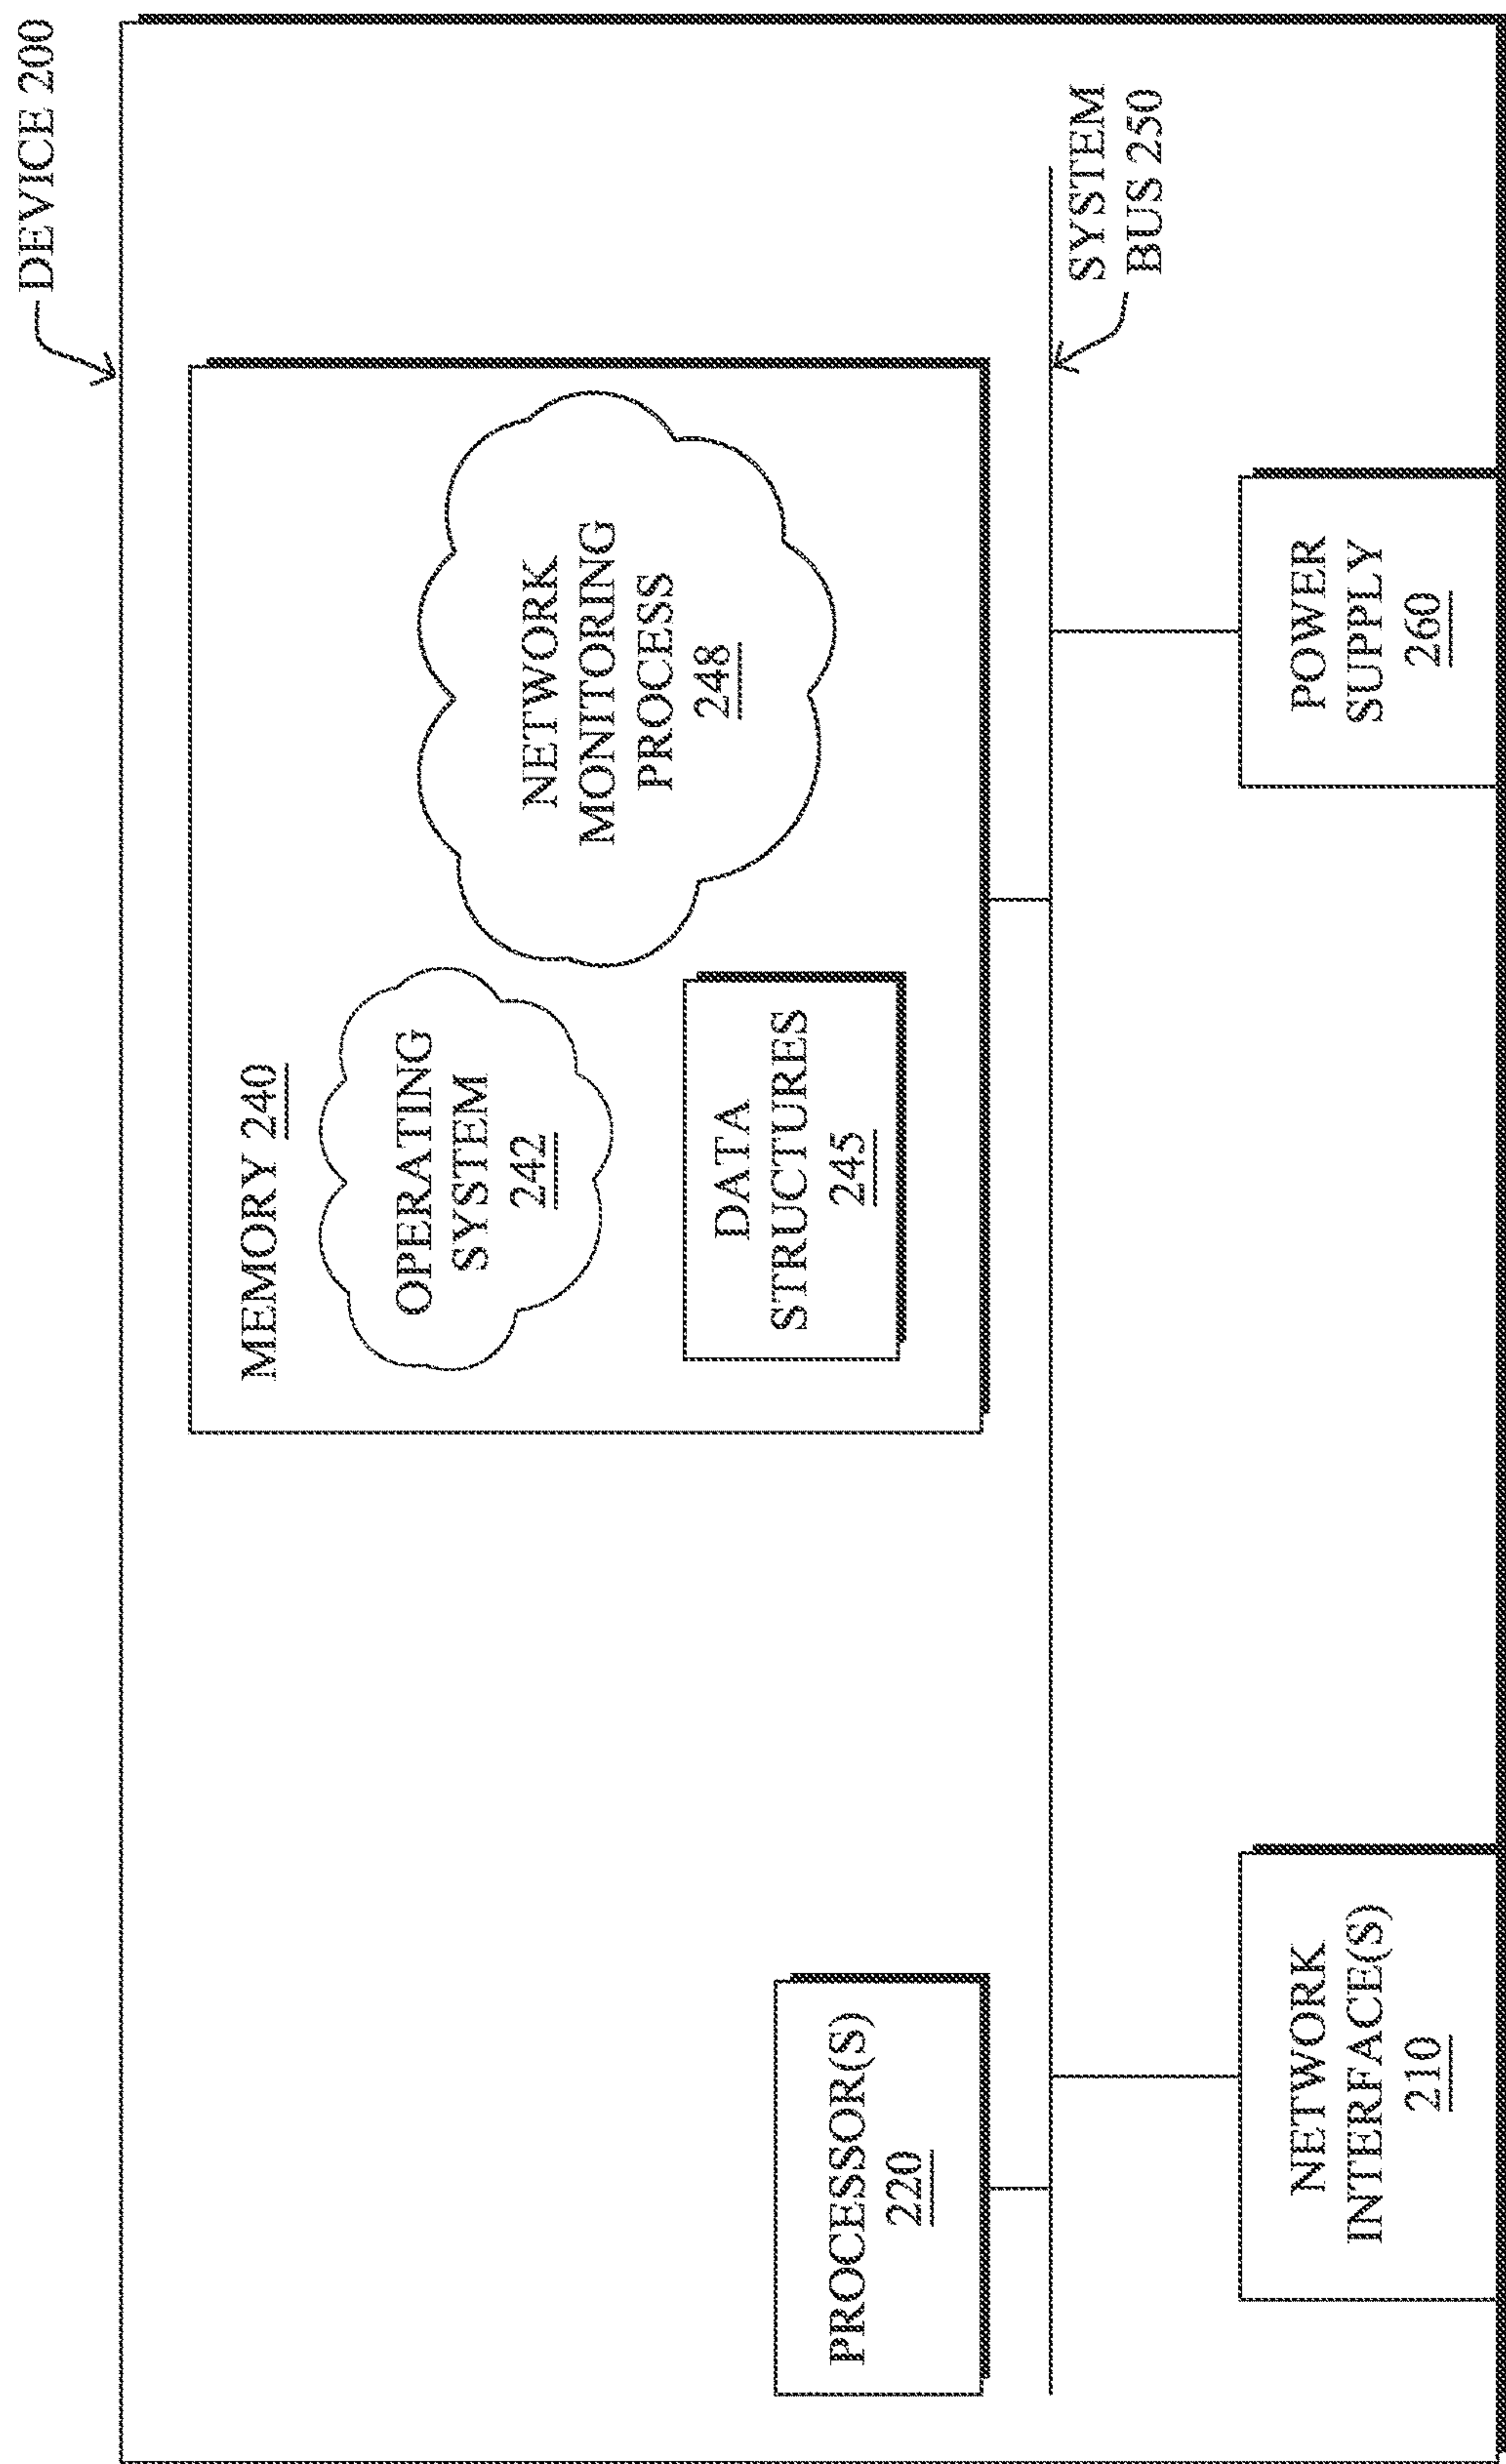 DEVICE 200
MEMORY 240
OPERATING
SYSTEM
242
DATA
STRUCTURES
245
NETWORK
MONITORING
PROCESS
248
PROCESSOR(S)
220
SYSTEM
BUS 250
NETWORK
INTERFACE(S)
210
POWER
SUPPLY
260